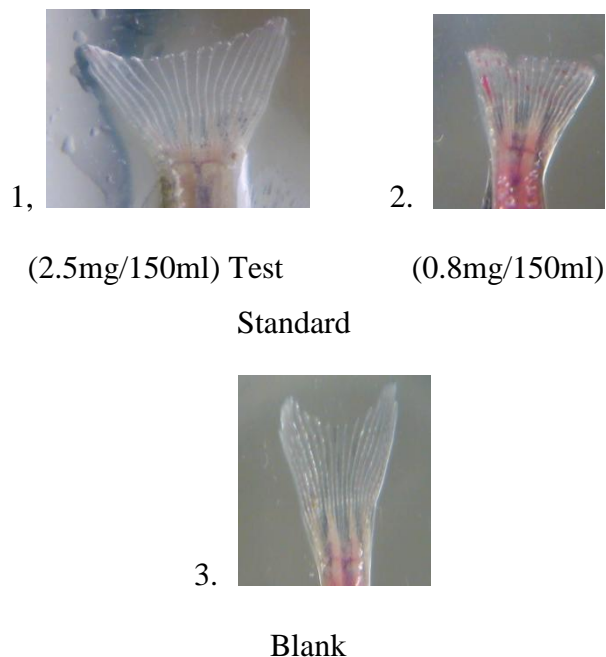 1, 2.
(2.5mg/150ml) Test (0.8mg/150ml)
Standard
3.
Blank